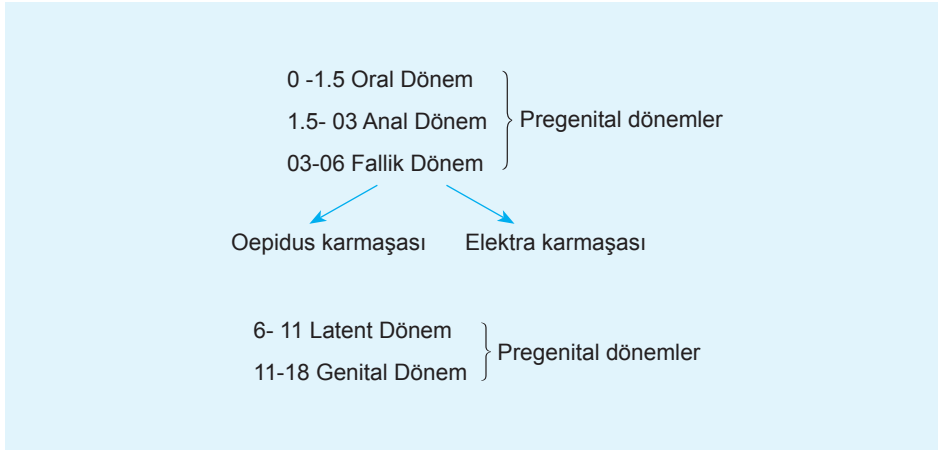 0 -1.5 Oral Dönem
1.5- 03 Anal Dönem
03-06 Fallik Dönem
Pregenital dönemler
Oepidus karmaşası
Elektra karmaşası
6- 11 Latent Dönem
11-18 Genital Dönem
Pregenital dönemler